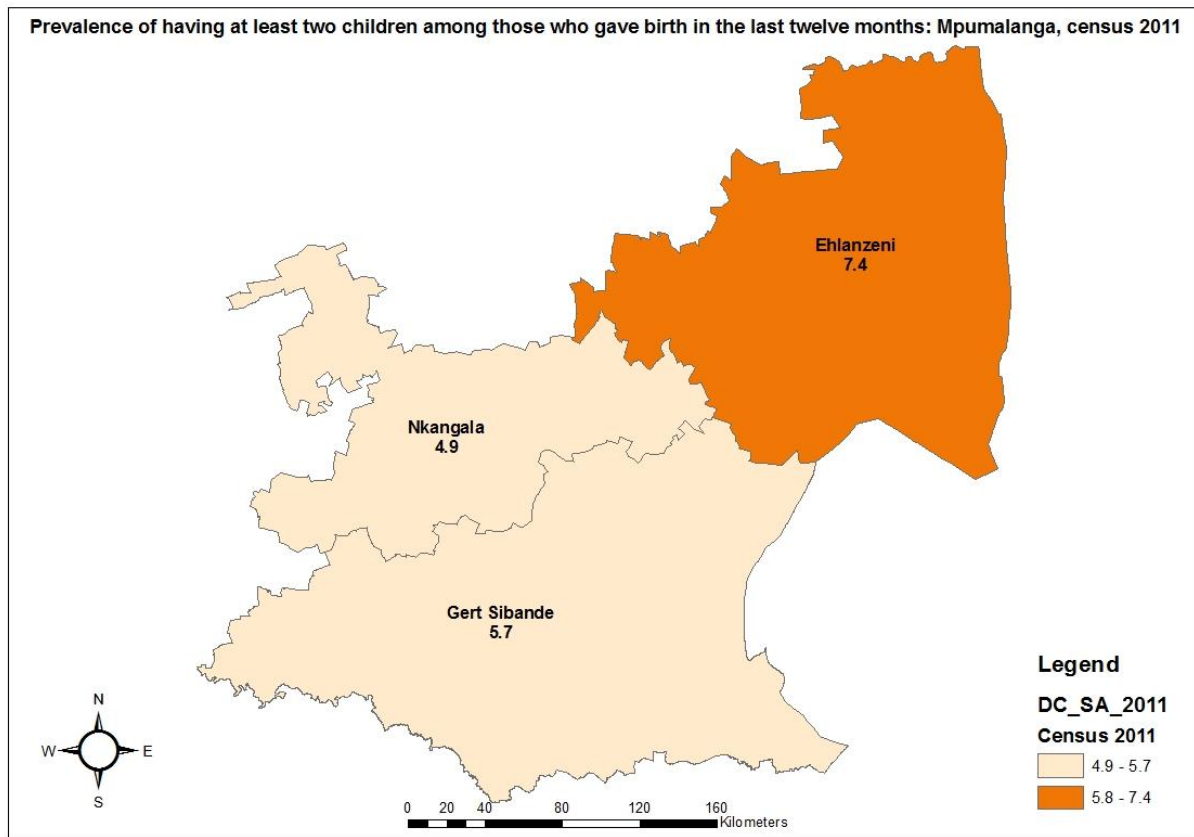 Prevalence of having at least two children among those who gave birth in the last twelve months: Mpumalanga, census 2011
Ehlanzeni
7.4
Nkangala
4.9
Gert Sibande
5.7
Legend
DC_SA_2011
Census 2011
4.9 - 5.7
5.8 - 7.4
N
W E
S
0 20 40 80 120 160
Kilometers